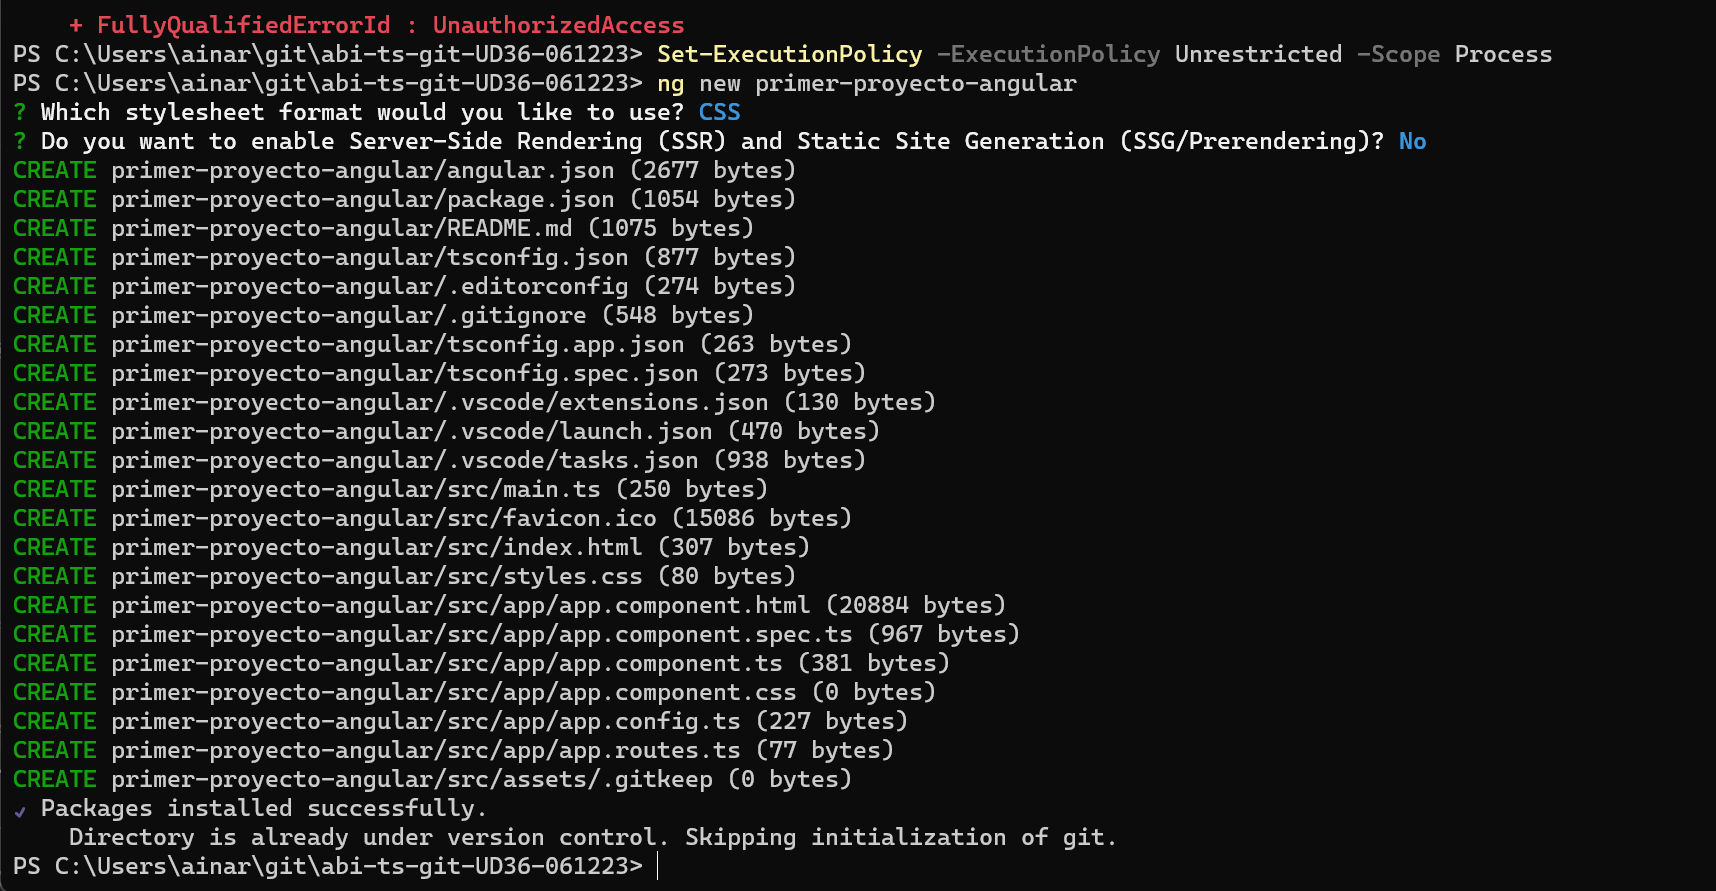 + FullyQualifiedErrorId : UnauthorizedAccess
PS C:\Users\ainar\git\abi-ts-git-UD36-061223> Set-ExecutionPolicy -ExecutionPolicy Unrestricted -Scope Process
PS C:\Users\ainar\git\abi-ts-git-UD36-061223> ng new primer-proyecto-angular
? Which stylesheet format would you like to use? CSS
? Do you want to enable Server-Side Rendering (SSR) and Static Site Generation (SSG/Prerendering)? No
CREATE primer-proyecto-angular/angular.json (2677 bytes)
CREATE primer-proyecto-angular/package.json (1054 bytes)
CREATE primer-proyecto-angular/README.md (1075 bytes)
CREATE primer-proyecto-angular/tsconfig.json (877 bytes)
CREATE primer-proyecto-angular/.editorconfig (274 bytes)
CREATE primer-proyecto-angular/.gitignore (548 bytes)
CREATE primer-proyecto-angular/tsconfig.app.json (263 bytes)
CREATE primer-proyecto-angular/tsconfig.spec.json (273 bytes)
CREATE primer-proyecto-angular/.vscode/extensions.json (130 bytes)
CREATE primer-proyecto-angular/.vscode/launch.json (470 bytes)
CREATE primer-proyecto-angular/.vscode/tasks.json (938 bytes)
CREATE primer-proyecto-angular/src/main.ts (250 bytes)
CREATE primer-proyecto-angular/src/favicon.ico (15086 bytes)
CREATE primer-proyecto-angular/src/index.html (307 bytes)
CREATE primer-proyecto-angular/src/styles.css (80 bytes)
CREATE primer-proyecto-angular/src/app/app.component.html (20884 bytes)
CREATE primer-proyecto-angular/src/app/app.component.spec.ts (967 bytes)
CREATE primer-proyecto-angular/src/app/app.component.ts (381 bytes)
CREATE primer-proyecto-angular/src/app/app.component.css (0 bytes)
CREATE primer-proyecto-angular/src/app/app.config.ts (227 bytes)
CREATE primer-proyecto-angular/src/app/app.routes.ts (77 bytes)
CREATE primer-proyecto-angular/src/assets/.gitkeep (0 bytes)
✔ Packages installed successfully.
Directory is already under version control. Skipping initialization of git.
PS C:\Users\ainar\git\abi-ts-git-UD36-061223>